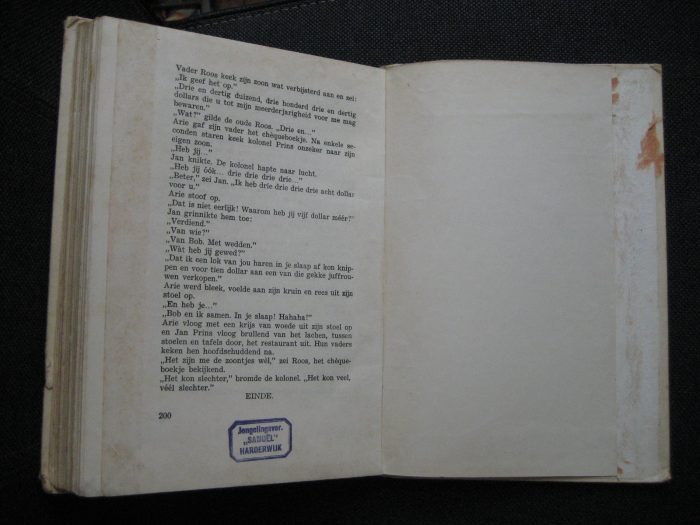 Vader Roos keek zijn zoon wat verbijsterd aan en zei:
„Ik geef het op.”
„Drie en dertig duizend, drie honderd drie en dertig
dollars die u tot mijn meerderjarigheid voor me mag
bewaren.”
„Wat?” gilde de oude Roos. „Drie en...”
Arie gaf zijn vader het chèqueboekje. Na enkele se-
conden staren keek kolonel Prins onzeker naar zijn
eigen zoon.
„Heb jij...”
Jan knikte. De kolonel hapte naar lucht.
„Heb jij óók... drie drie drie drie...”
„Beter,” zei Jan. „Ik heb drie drie drie drie acht dollar
voor u.”
Arie stoof op.
„Dat is niet eerlijk! Waarom heb jij vijf dollar méér?”
Jan grinnikte hem toe:
„Verdiend.”
„Van wie?”
„Van Bob. Met wedden.”
„Wàt heb jij gewed?”
„Dat ik een lok van jou haren in je slaap af kon knip-
pen en voor tien dollar aan een van die gekke juffrou-
wen verkopen.”
Arie werd bleek, voelde aan zijn kruin en rees uit zijn
stoel op.
„En heb je...”
„Bob en ik samen. In je slaap! Hahaha!”
Arie vloog met een krijs van woede uit zijn stoel op
en Jan Prins vloog brullend van het lachen, tussen
stoelen en tafels door, het restaurant uit. Hun vaders
keken hen hoofdschuddend na.
„Het zijn me de zoontjes wèl,” zei Roos, het chèque-
boekje bekijkend.
„Het kon slechter,” bromde de kolonel. „Het kon veel,
véél slechter.”
EINDE.
200
Jongelingsver.
„SAMUËL”
HARDERWIJK